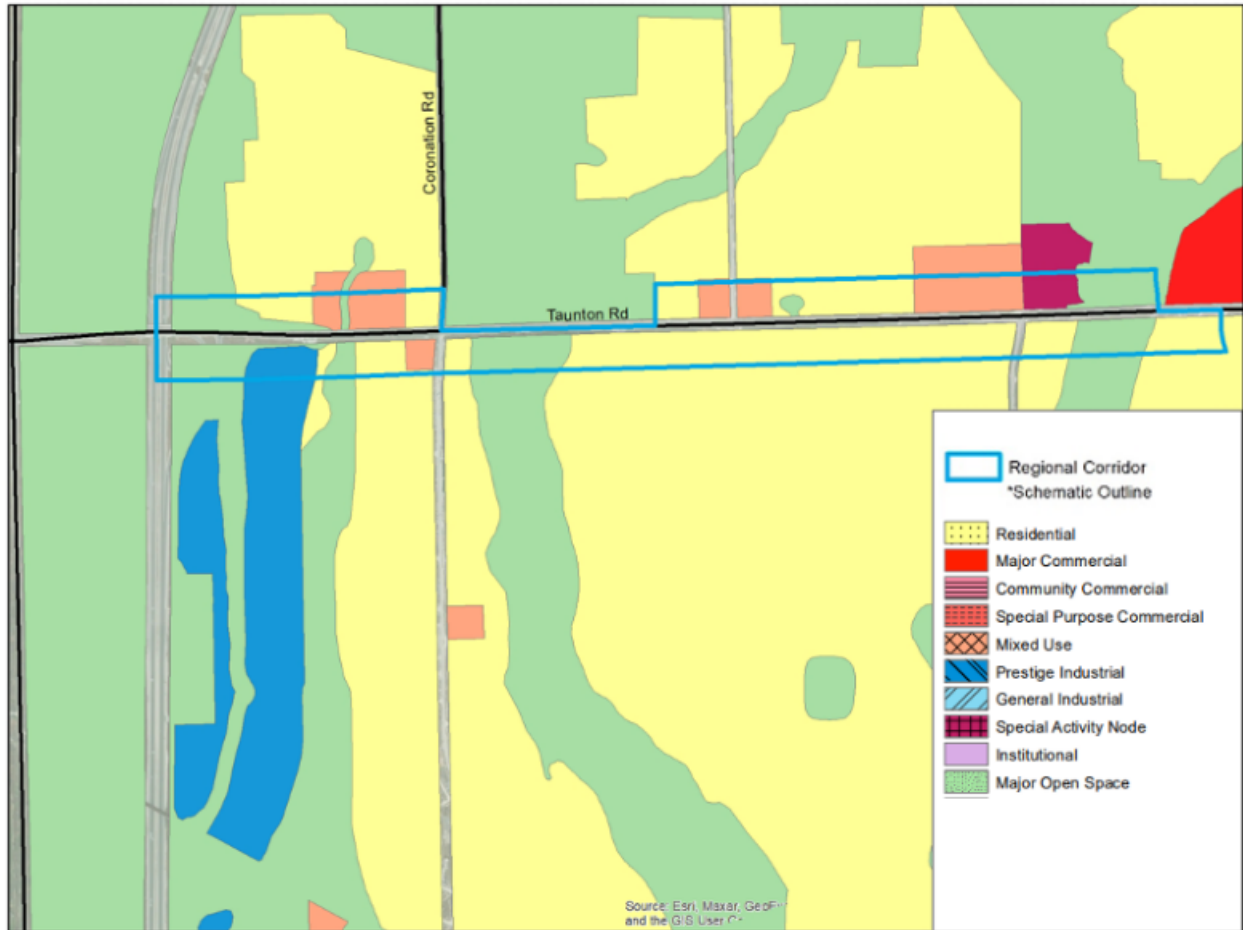 Coronation Rd
Taunton Rd
Regional Corridor
*Schematic Outline
Residential
Major Commercial
Community Commercial
Special Purpose Commercial
Mixed Use
Prestige Industrial
General Industrial
Special Activity Node
Institutional
Major Open Space
Source: Esri, Maxar,
and the GIS User